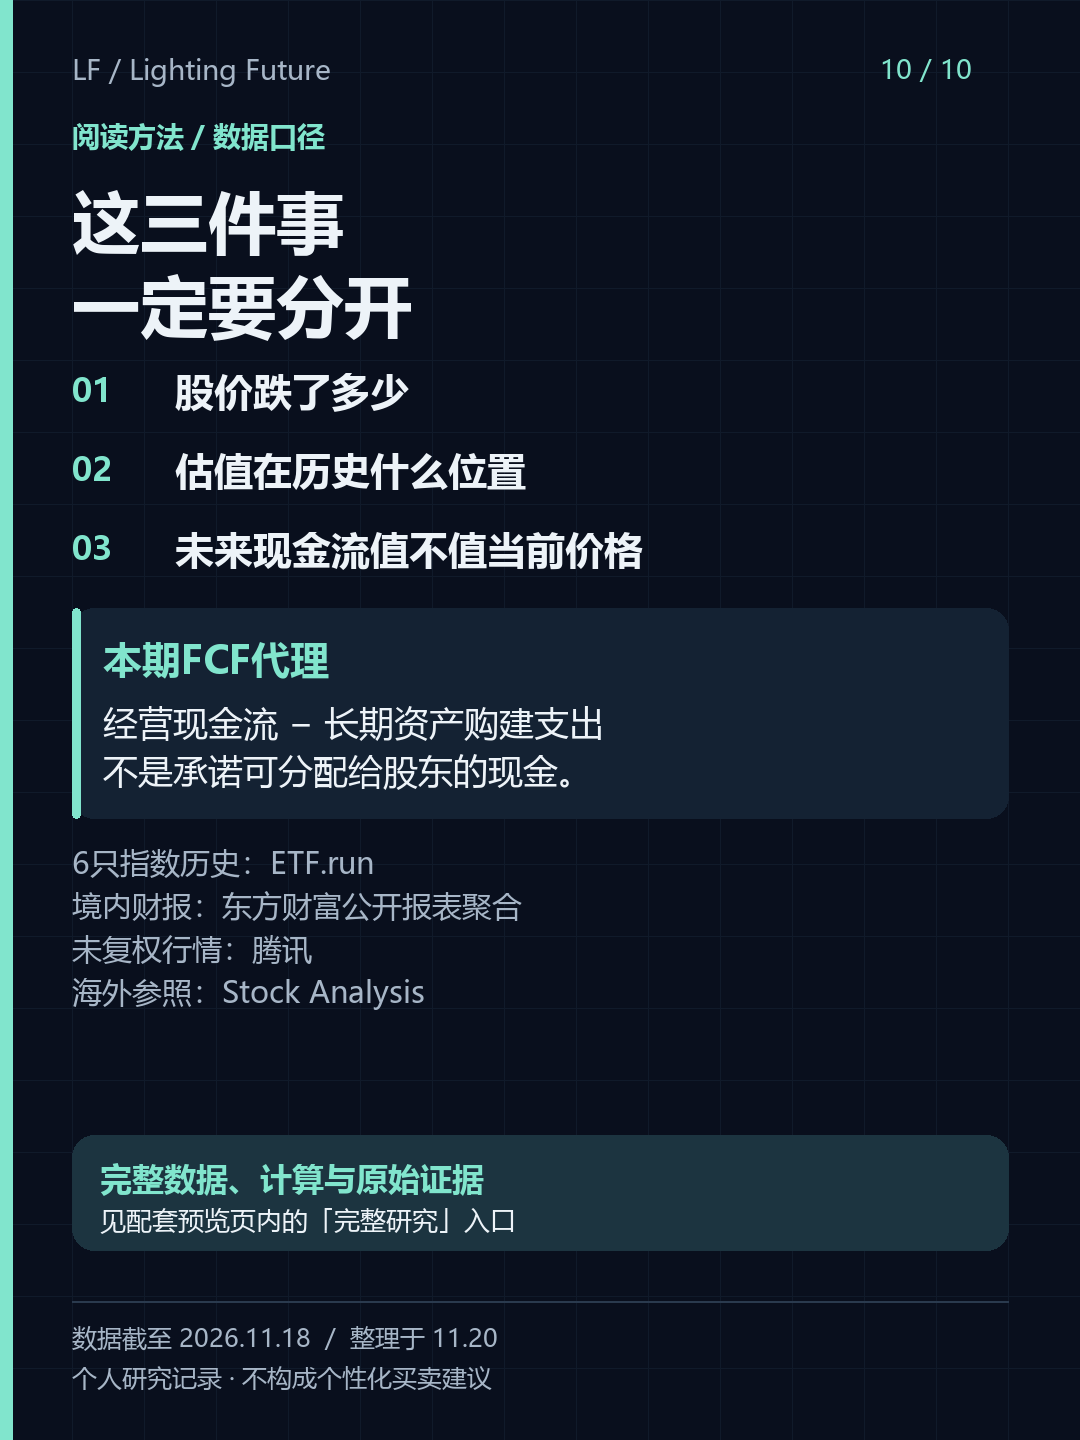 LF / Lighting Future
10 / 10
阅读方法 / 数据口径
这三件事
一定要分开
01 股价跌了多少
02 估值在历史什么位置
03 未来现金流值不值当前价格
本期FCF代理
经营现金流 − 长期资产购建支出
不是承诺可分配给股东的现金。
6只指数历史：ETF.run
境内财报：东方财富公开报表聚合
未复权行情：腾讯
海外参照：Stock Analysis
完整数据、计算与原始证据
见配套预览页内的「完整研究」入口
数据截至 2026.11.18 / 整理于 11.20
个人研究记录 · 不构成个性化买卖建议